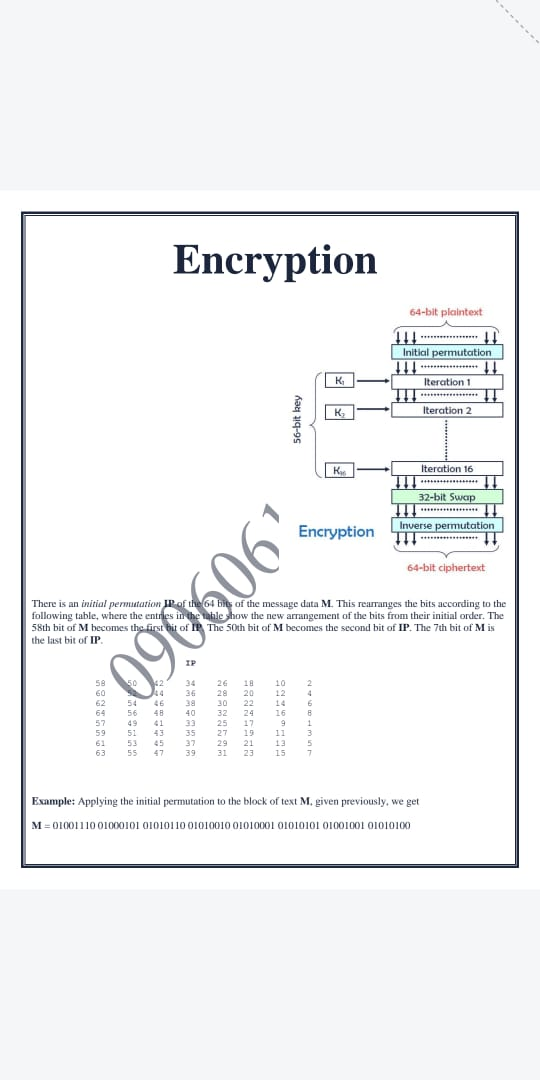 Encryption
64-bit plaintext
Initial permutation
K1
Iteration 1
K2
Iteration 2
56-bit key
K16
Iteration 16
32-bit Swap
Encryption
Inverse permutation
64-bit ciphertext
There is an initial permutation IP of the 64 bits of the message data M. This rearranges the bits according to the
following table, where the entries in the table show the new arrangement of the bits from their initial order. The
58th bit of M becomes the first bit of IP. The 50th bit of M becomes the second bit of IP. The 7th bit of M is
the last bit of IP.
IP
58 50 42 34 26 18 10 2
60 52 44 36 28 20 12 4
62 54 46 38 30 22 14 6
64 56 48 40 32 24 16 8
57 49 41 33 25 17 9 1
59 51 43 35 27 19 11 3
61 53 45 37 29 21 13 5
63 55 47 39 31 23 15 7
Example: Applying the initial permutation to the block of text M, given previously, we get
M = 01001110 01000101 01010110 01010010 01010001 01010101 01001001 01010100